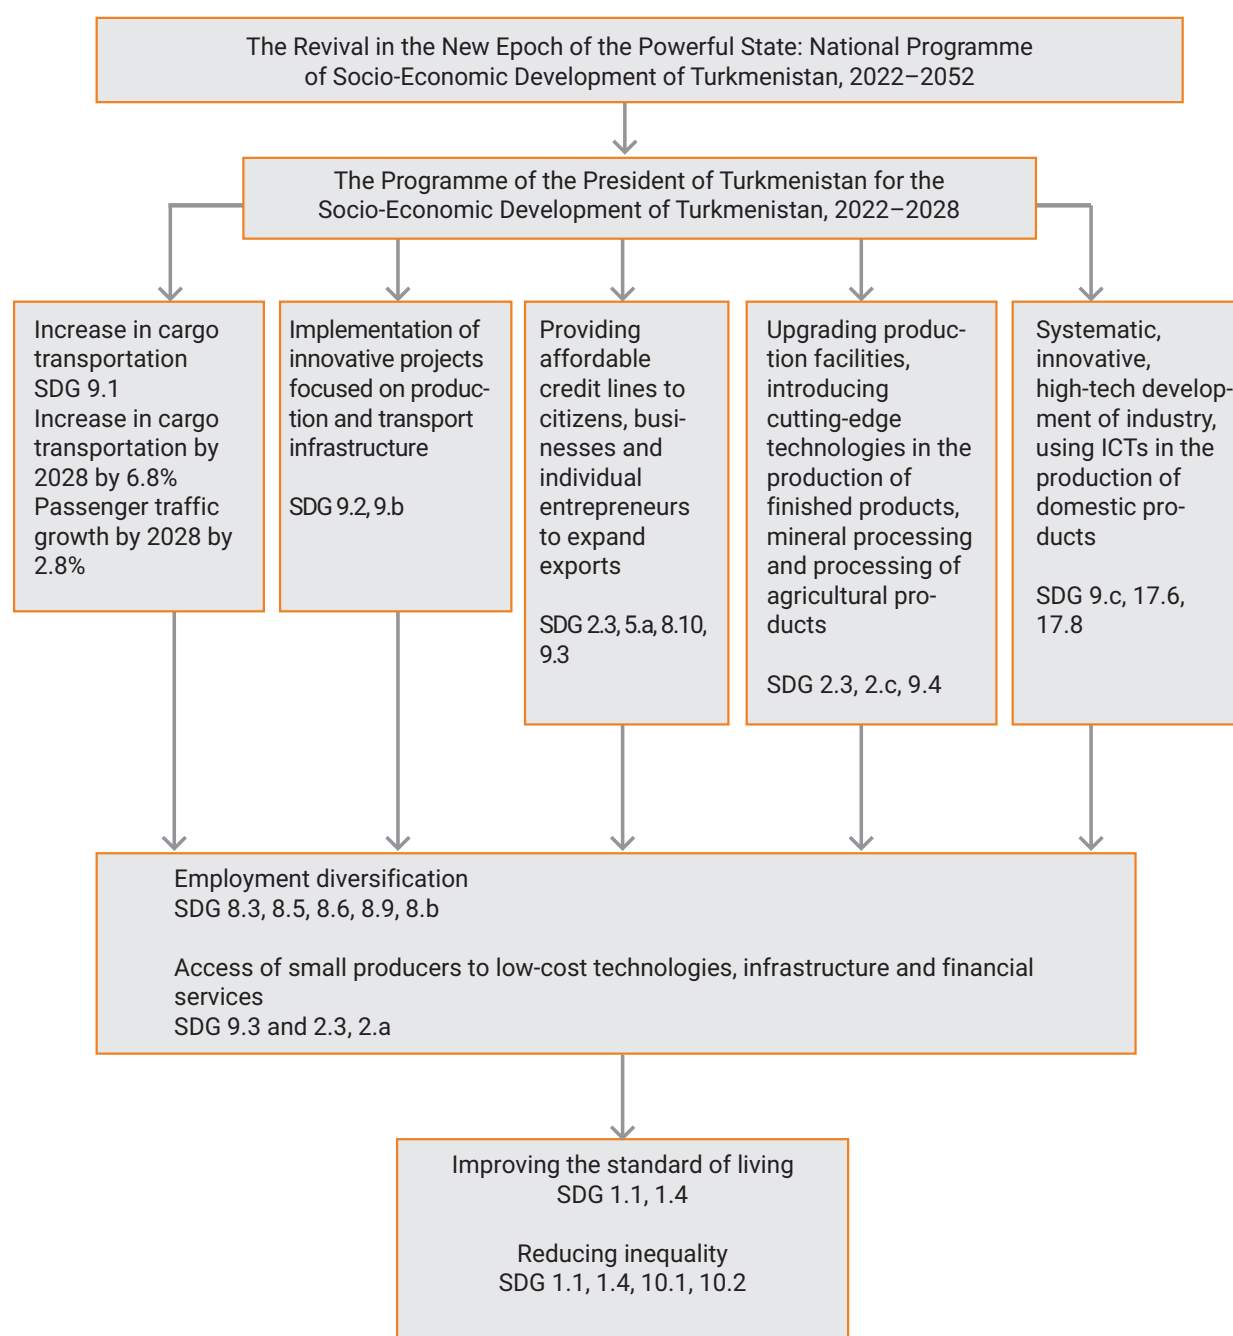 The Revival in the New Epoch of the Powerful State: National Programme
of Socio-Economic Development of Turkmenistan, 2022–2052
The Programme of the President of Turkmenistan for the
Socio-Economic Development of Turkmenistan, 2022–2028
Increase in cargo
transportation
SDG 9.1
Increase in cargo
transportation by
2028 by 6.8%
Passenger traffic
growth by 2028 by
2.8%
Implementation of
innovative projects
focused on produc-
tion and transport
infrastructure
SDG 9.2, 9.b
Providing
affordable
credit lines to
citizens, busi-
nesses and
individual
entrepreneurs
to expand
exports
SDG 2.3, 5.a, 8.10,
9.3
Upgrading produc-
tion facilities,
introducing
cutting-edge
technologies in the
production of
finished products,
mineral processing
and processing of
agricultural pro-
ducts
SDG 2.3, 2.c, 9.4
Systematic,
innovative,
high-tech develop-
ment of industry,
using ICTs in the
production of
domestic pro-
ducts
SDG 9.c, 17.6,
17.8
Employment diversification
SDG 8.3, 8.5, 8.6, 8.9, 8.b
Access of small producers to low-cost technologies, infrastructure and financial
services
SDG 9.3 and 2.3, 2.a
Improving the standard of living
SDG 1.1, 1.4
Reducing inequality
SDG 1.1, 1.4, 10.1, 10.2